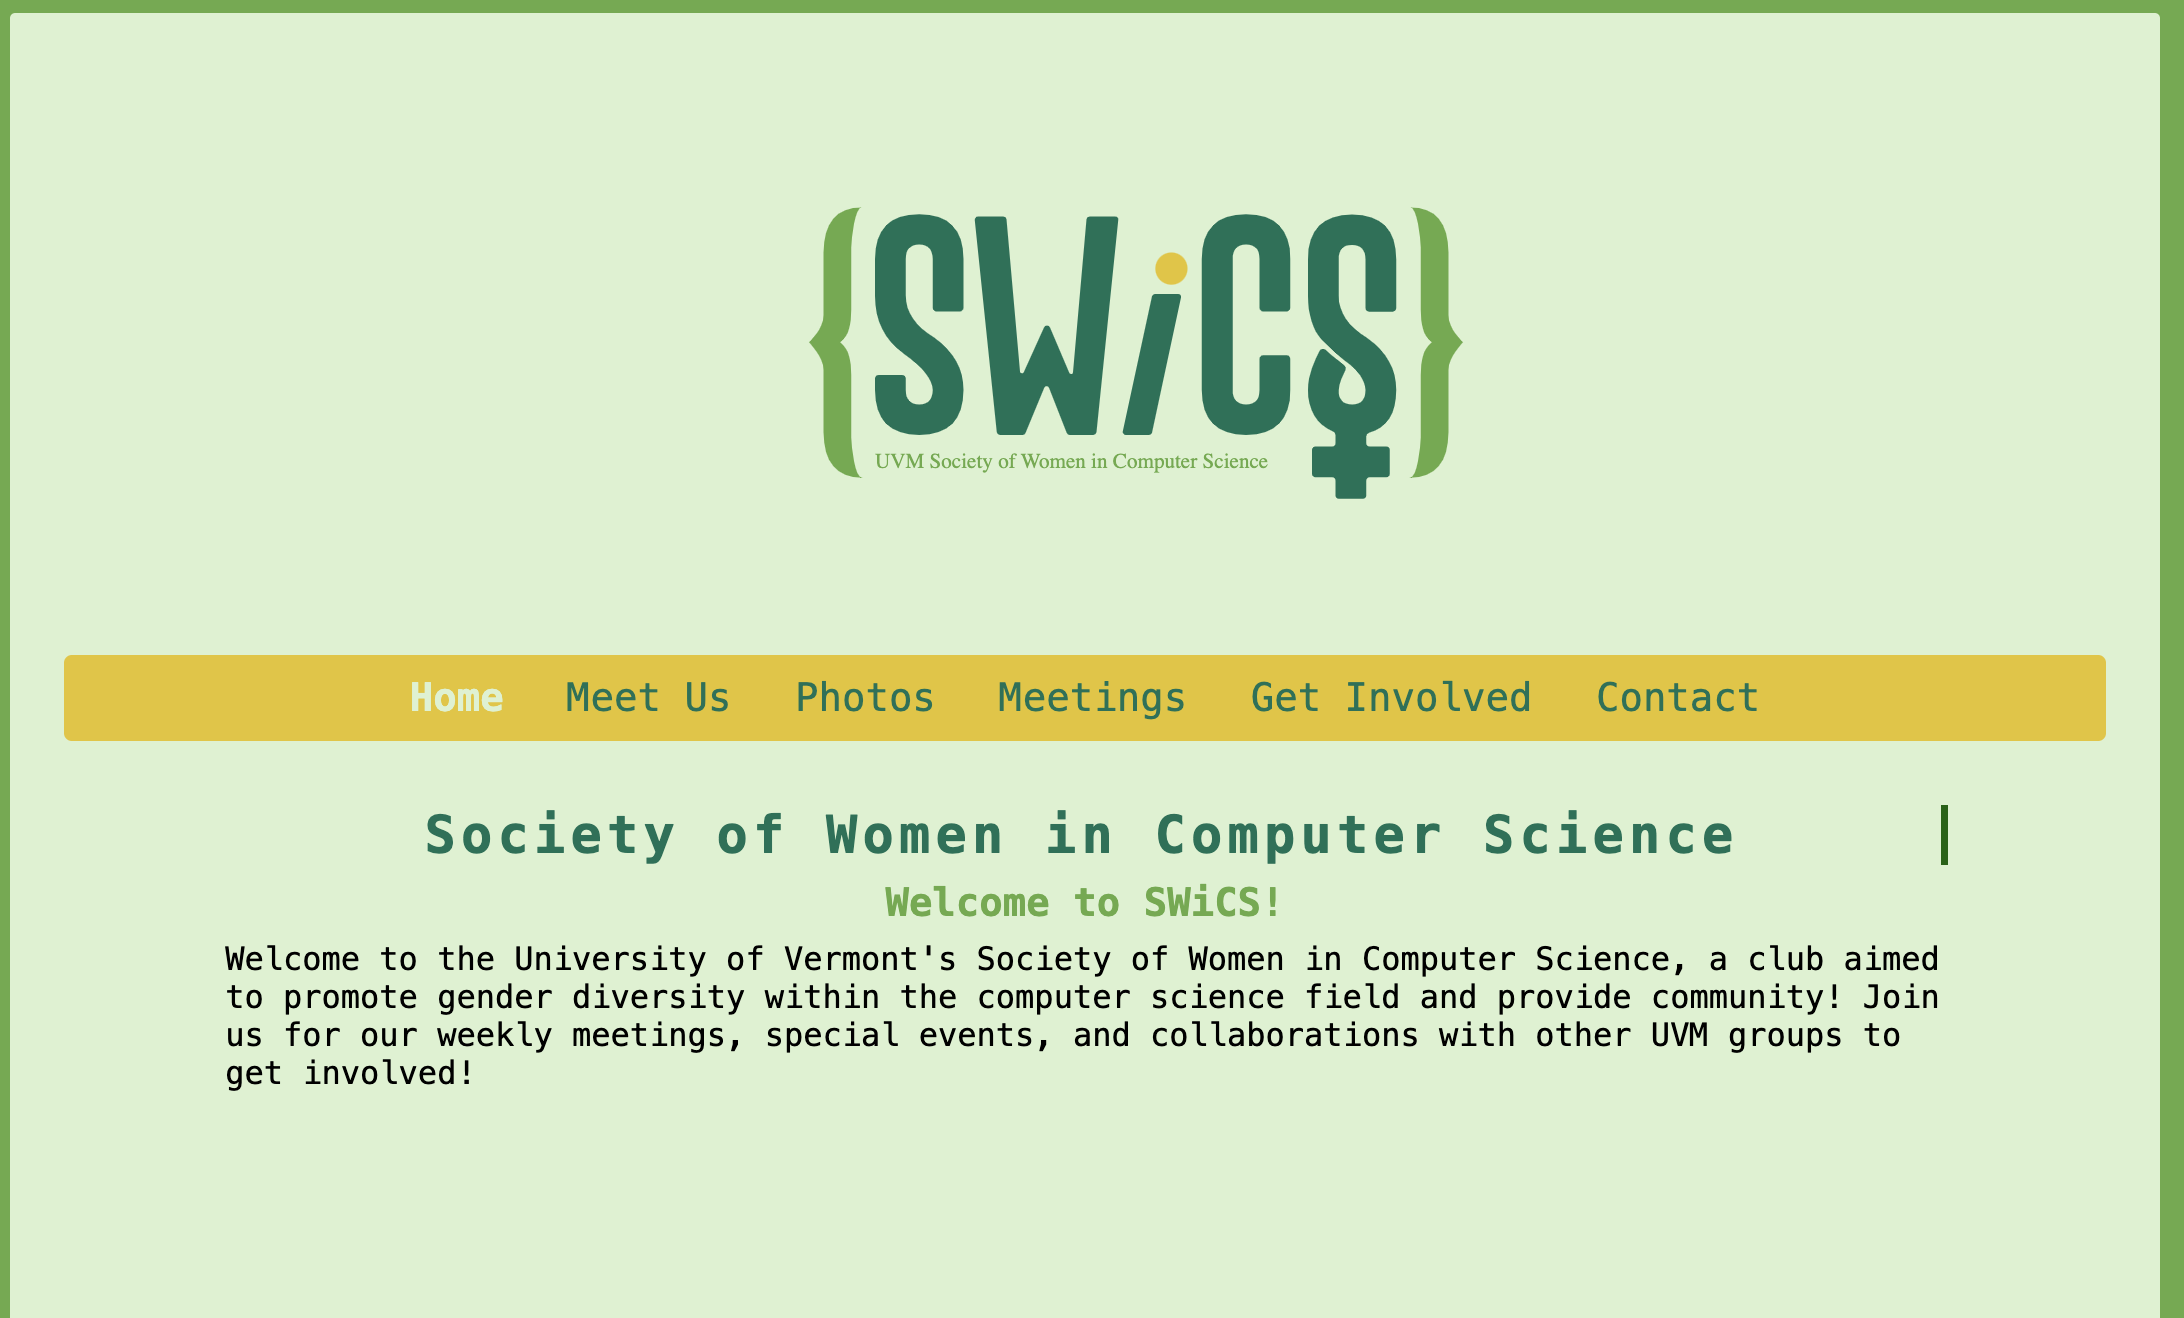 {SWiCS}
UVM Society of Women in Computer Science
Home Meet Us Photos Meetings Get Involved Contact
Society of Women in Computer Science
Welcome to SWiCS!
Welcome to the University of Vermont's Society of Women in Computer Science, a club aimed
to promote gender diversity within the computer science field and provide community! Join
us for our weekly meetings, special events, and collaborations with other UVM groups to
get involved!